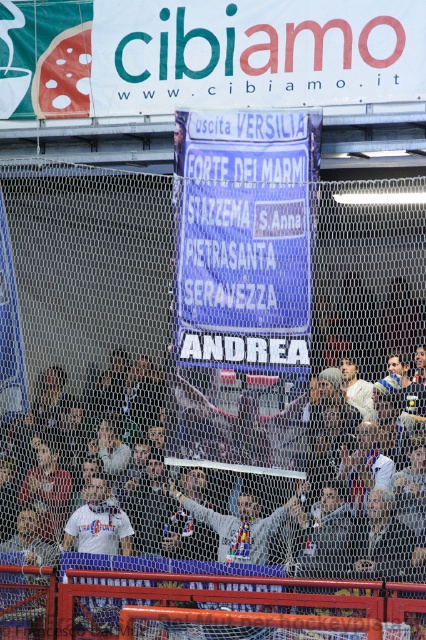 cibiamo
www.cibiamo.it
uscita VERSILIA
FORTE DEI MARMI
STAZZEMA S.Anna
PIETRASANTA
SERAVEZZA
ANDREA